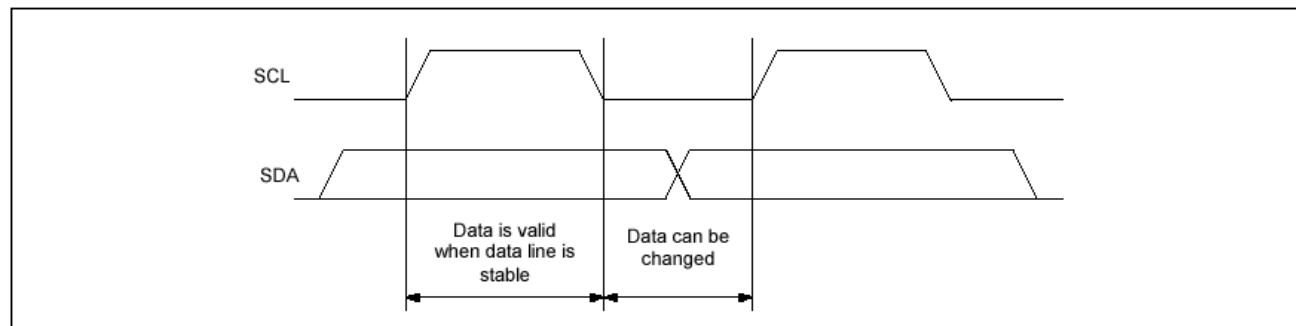 SCL
SDA
Data is valid
when data line is
stable
Data can be
changed